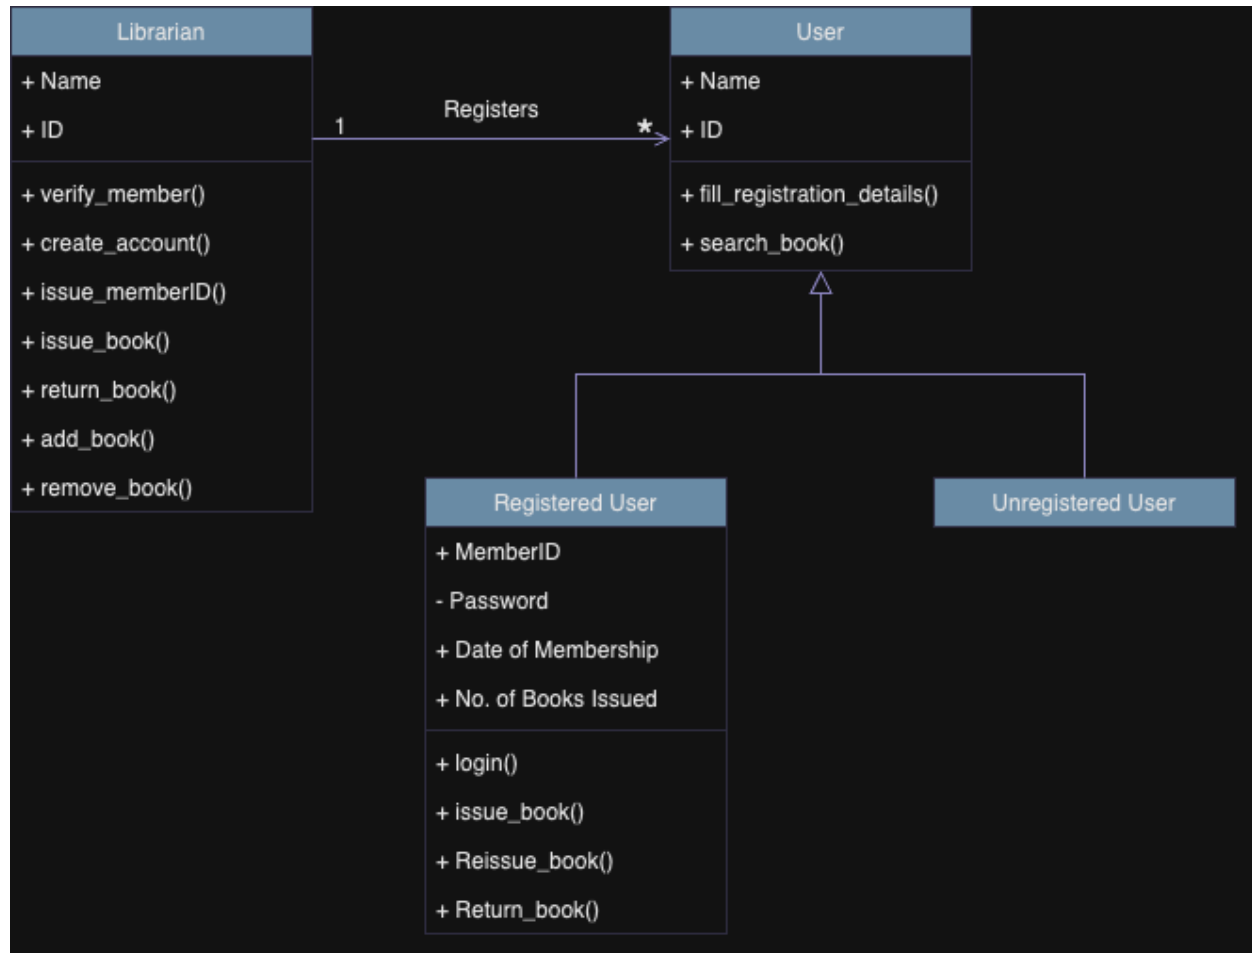 Librarian
+ Name
+ ID
+ verify_member()
+ create_account()
+ issue_memberID()
+ issue_book()
+ return_book()
+ add_book()
+ remove_book()
Registers
1
*
User
+ Name
+ ID
+ fill_registration_details()
+ search_book()
Registered User
+ MemberID
- Password
+ Date of Membership
+ No. of Books Issued
+ login()
+ issue_book()
+ Reissue_book()
+ Return_book()
Unregistered User